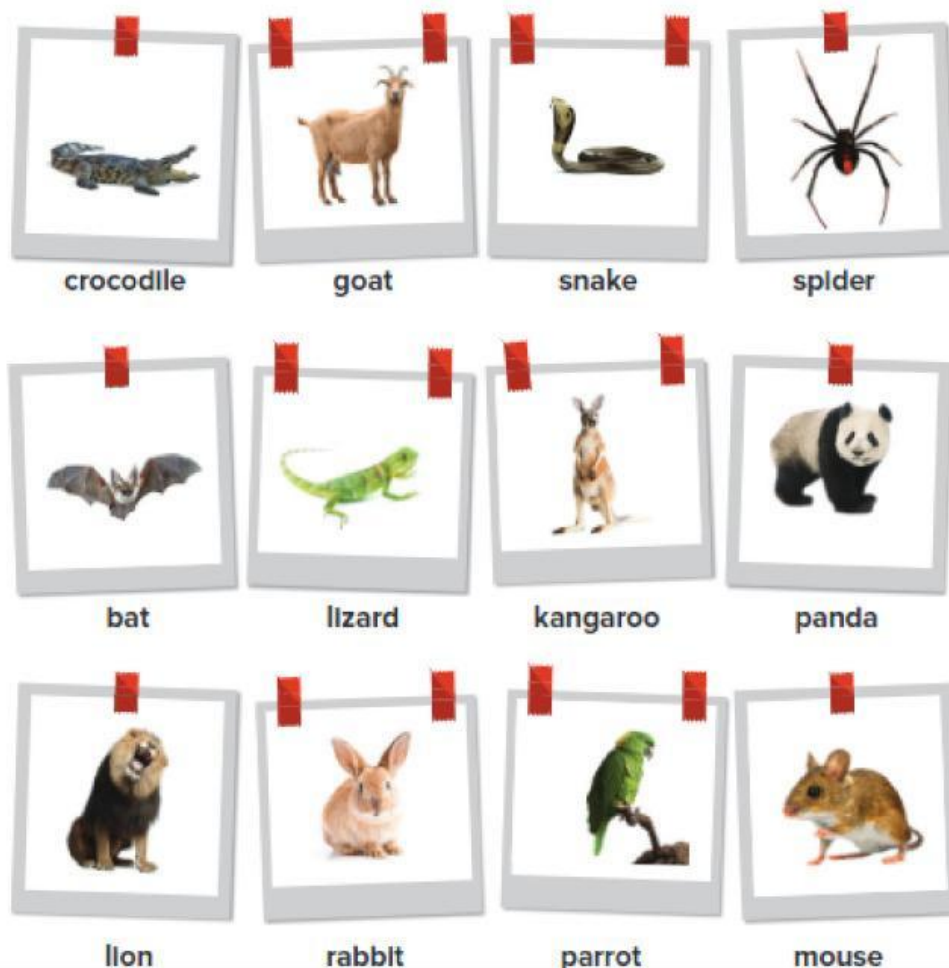 crocodile goat snake spider
bat lizard kangaroo panda
lion rabbit parrot mouse